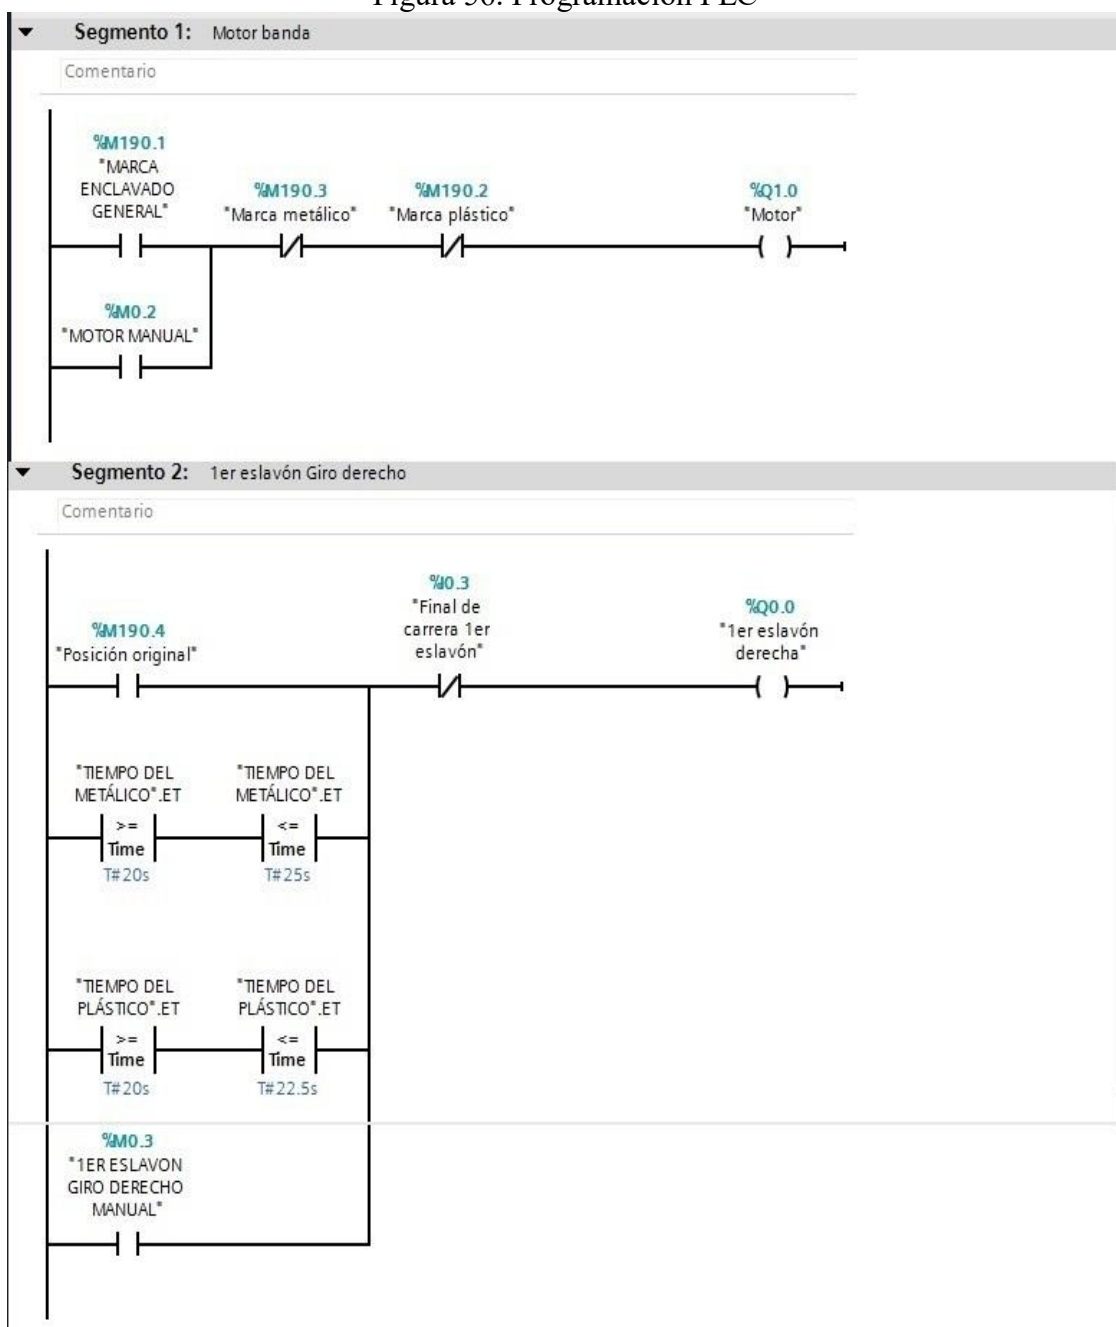 Figura 50. Programación PLC
Segmento 1: Motor banda
Comentario
%M190.1
"MARCA
ENCLAVADO
GENERAL"
%M190.3
"Marca metálico"
%M190.2
"Marca plástico"
%Q1.0
"Motor"
%M0.2
"MOTOR MANUAL"
Segmento 2: 1er eslavón Giro derecho
Comentario
%M190.4
"Posición original"
%I0.3
"Final de
carrera 1er
eslavón"
%Q0.0
"1er eslavón
derecha"
"TIEMPO DEL
METÁLICO".ET
>=
Time
T#20s
"TIEMPO DEL
METÁLICO".ET
<=
Time
T#25s
"TIEMPO DEL
PLÁSTICO".ET
>=
Time
T#20s
"TIEMPO DEL
PLÁSTICO".ET
<=
Time
T#22.5s
%M0.3
"1ER ESLAVON
GIRO DERECHO
MANUAL"